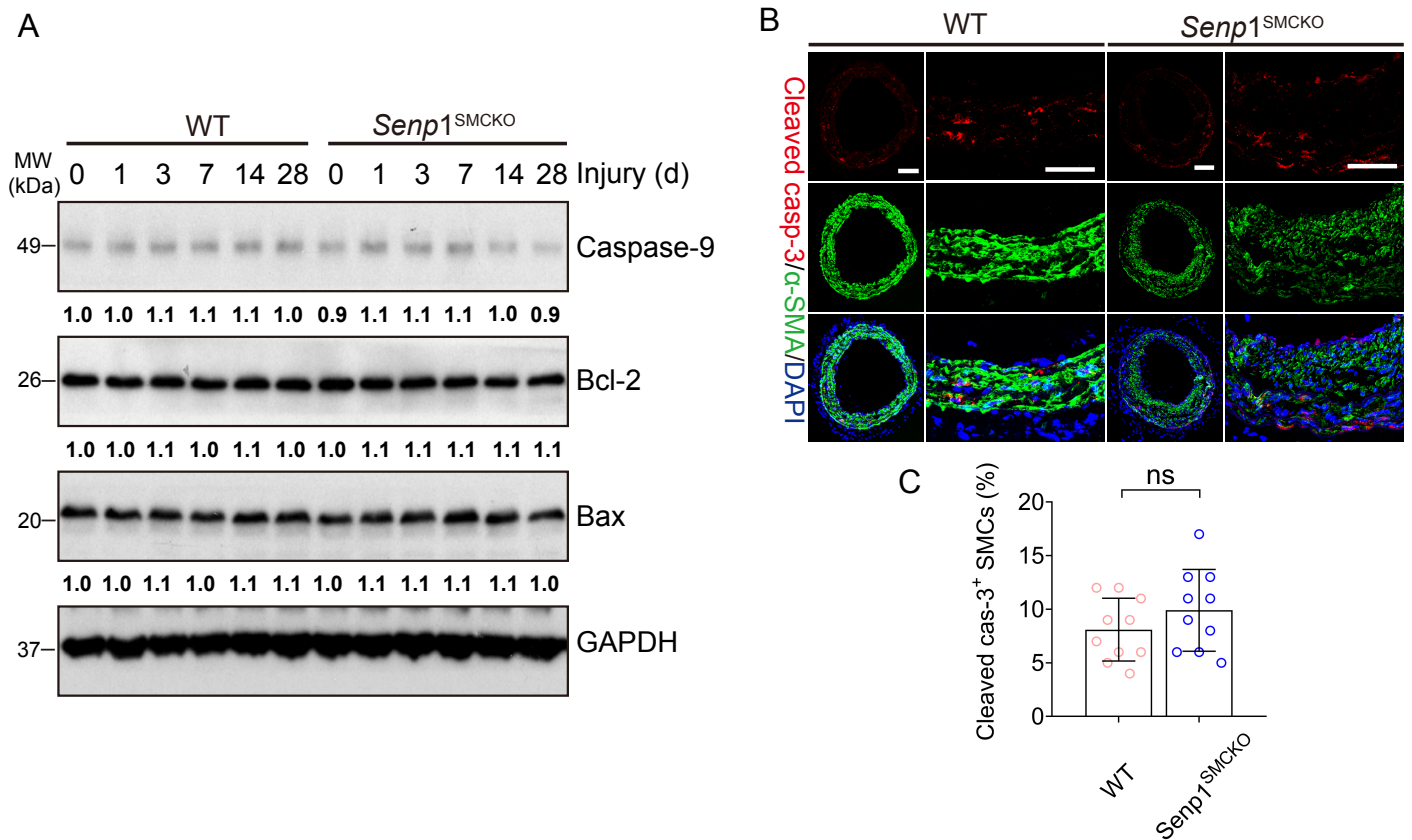 A
WT Senp1SMCKO
MW
(kDa)
0 1 3 7 14 28 0 1 3 7 14 28 Injury (d)
49 Caspase-9
1.0 1.0 1.1 1.1 1.1 1.0 0.9 1.1 1.1 1.1 1.0 0.9
26 Bcl-2
1.0 1.0 1.1 1.0 1.1 1.0 1.0 1.1 1.1 1.1 1.1 1.1
20 Bax
1.0 1.0 1.1 1.0 1.1 1.1 1.0 1.1 1.1 1.1 1.1 1.0
37 GAPDH
B
WT Senp1SMCKO
Cleaved casp-3/α-SMA/DAPI
C
ns
Cleaved cas-3+ SMCs (%)
20
15
10
5
0
WT
Senp1SMCKO